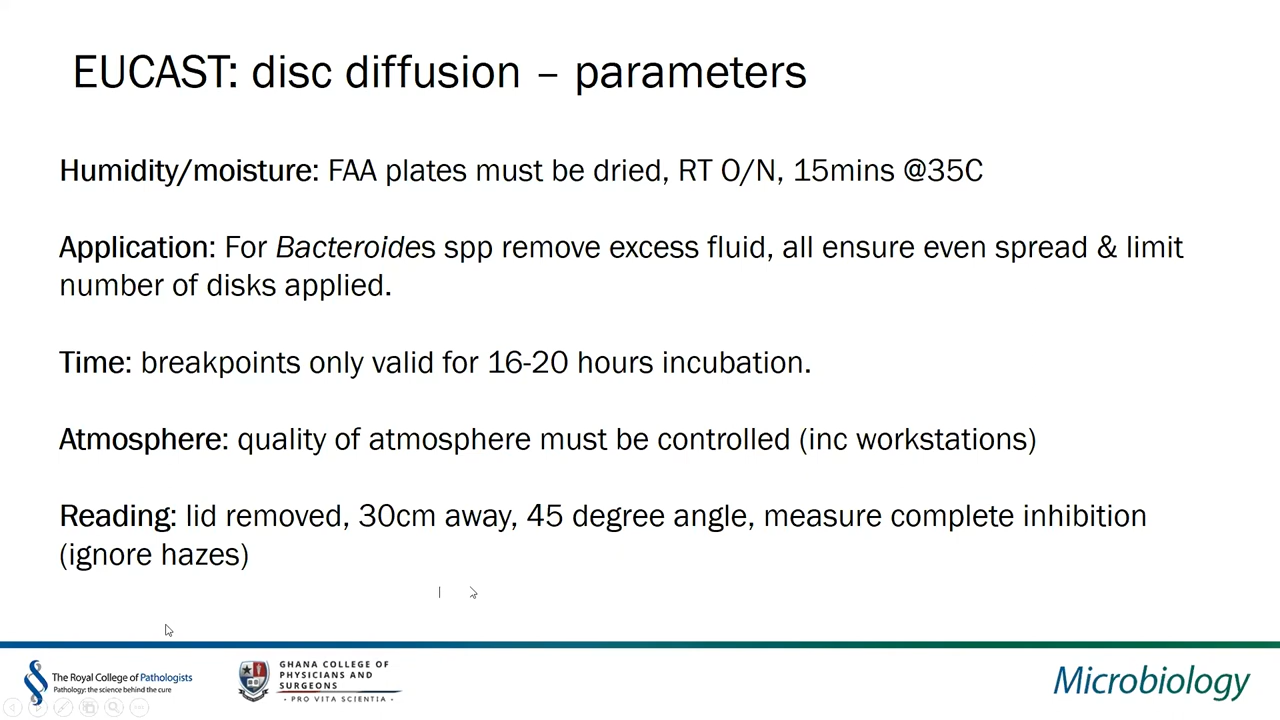 EUCAST: disc diffusion – parameters
Humidity/moisture: FAA plates must be dried, RT O/N, 15mins @35C
Application: For Bacteroides spp remove excess fluid, all ensure even spread & limit
number of disks applied.
Time: breakpoints only valid for 16-20 hours incubation.
Atmosphere: quality of atmosphere must be controlled (inc workstations)
Reading: lid removed, 30cm away, 45 degree angle, measure complete inhibition
(ignore hazes)
The Royal College of Pathologists
Pathology: the science behind the cure
GHANA COLLEGE OF
PHYSICIANS AND
SURGEONS
- PRO VITA SCIENTIA -
Microbiology